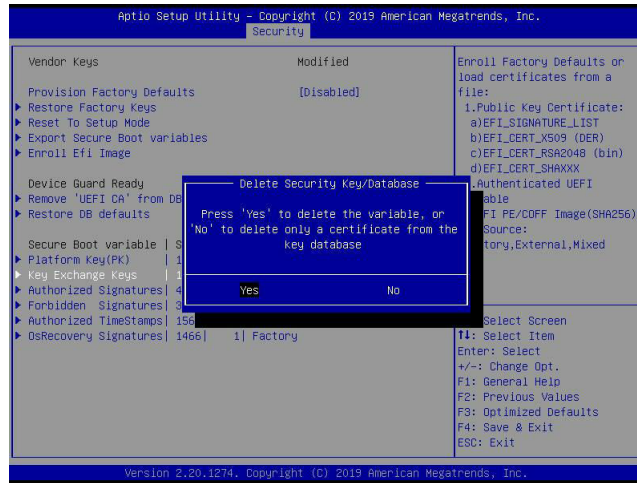 Aptio Setup Utility – Copyright (C) 2019 American Megatrends, Inc.
Security
Vendor Keys Modified
Provision Factory Defaults [Disabled]
Restore Factory Keys
Reset To Setup Mode
Export Secure Boot variables
Enroll Efi Image
Device Guard Ready
Remove 'UEFI CA' from DB
Restore DB defaults
Secure Boot variable | S
Platform Key(PK) | 1
Key Exchange Keys | 1
Authorized Signatures| 4
Forbidden Signatures| 3
Authorized TimeStamps| 156
OsRecovery Signatures| 1466| 1| Factory
Delete Security Key/Database
Press 'Yes' to delete the variable, or
'No' to delete only a certificate from the
key database
Yes No
Enroll Factory Defaults or
load certificates from a
file:
1.Public Key Certificate:
a)EFI_SIGNATURE_LIST
b)EFI_CERT_X509 (DER)
c)EFI_CERT_RSA2048 (bin)
d)EFI_CERT_SHAXXX
.Authenticated UEFI
able
FI PE/COFF Image(SHA256)
Source:
tory,External,Mixed
Select Screen
↑↓: Select Item
Enter: Select
+/-: Change Opt.
F1: General Help
F2: Previous Values
F3: Optimized Defaults
F4: Save & Exit
ESC: Exit
Version 2.20.1274. Copyright (C) 2019 American Megatrends, Inc.